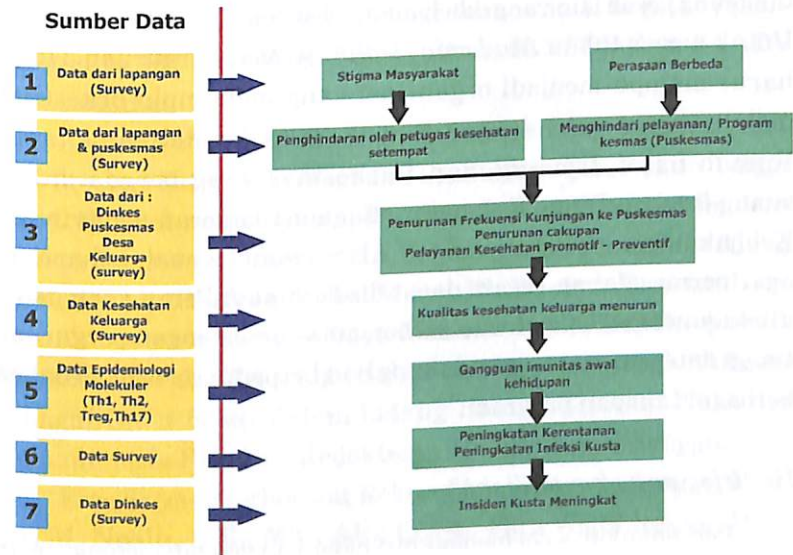 Sumber Data
1
Data dari lapangan
(Survey)
Stigma Masyarakat
Perasaan Berbeda
2
Data dari lapangan
& puskesmas
(Survey)
Penghindaran oleh petugas kesehatan
setempat
Menghindari pelayanan/ Program
kesmas (Puskesmas)
3
Data dari :
Dinkes
Puskesmas
Desa
Keluarga
(survey)
Penurunan Frekuensi Kunjungan ke Puskesmas
Penurunan cakupan
Pelayanan Kesehatan Promotif - Preventif
4
Data Kesehatan
Keluarga
(Survey)
Kualitas kesehatan keluarga menurun
5
Data Epidemiologi
Molekuler
(Th1, Th2,
Treg,Th17)
Gangguan imunitas awal
kehidupan
6
Data Survey
Peningkatan Kerentanan
Peningkatan Infeksi Kusta
7
Data Dinkes
(Survey)
Insiden Kusta Meningkat